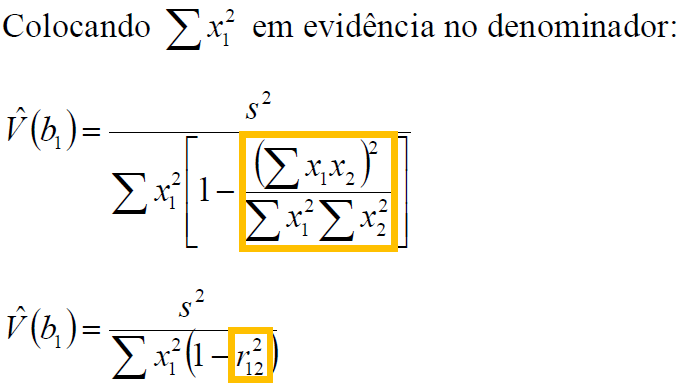 Colocando ∑x₁² em evidência no denominador:
V̂(b₁) = s² / ∑x₁² [1 − (∑x₁x₂)² / ∑x₁² ∑x₂²]
V̂(b₁) = s² / ∑x₁² (1 − r₁₂²)